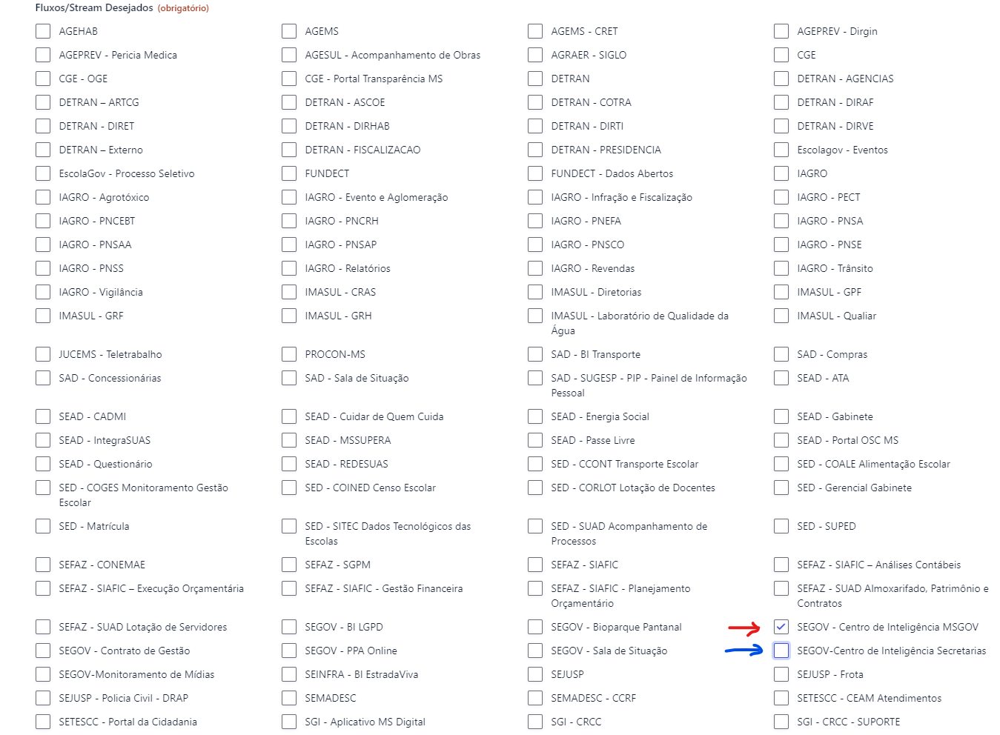 Fluxos/Stream Desejados (obrigatório)
AGEHAB AGEMS AGEMS - CRET AGEPREV - Dirgin
AGEPREV - Pericia Medica AGESUL - Acompanhamento de Obras AGRAER - SIGLO CGE
CGE - OGE CGE - Portal Transparência MS DETRAN DETRAN - AGENCIAS
DETRAN – ARTCG DETRAN - ASCOE DETRAN - COTRA DETRAN - DIRAF
DETRAN - DIRET DETRAN - DIRHAB DETRAN - DIRTI DETRAN - DIRVE
DETRAN – Externo DETRAN - FISCALIZACAO DETRAN - PRESIDENCIA Escolagov - Eventos
EscolaGov - Processo Seletivo FUNDECT FUNDECT - Dados Abertos IAGRO
IAGRO - Agrotóxico IAGRO - Evento e Aglomeração IAGRO - Infração e Fiscalização IAGRO - PECT
IAGRO - PNCEBT IAGRO - PNCRH IAGRO - PNEFA IAGRO - PNSA
IAGRO - PNSAA IAGRO - PNSAP IAGRO - PNSCO IAGRO - PNSE
IAGRO - PNSS IAGRO - Relatórios IAGRO - Revendas IAGRO - Trânsito
IAGRO - Vigilância IMASUL - CRAS IMASUL - Diretorias IMASUL - GPF
IMASUL - GRF IMASUL - GRH IMASUL - Laboratório de Qualidade da IMASUL - Qualiar
Água
JUCEMS - Teletrabalho PROCON-MS SAD - BI Transporte SAD - Compras
SAD - Concessionárias SAD - Sala de Situação SAD - SUGESP - PIP - Painel de Informação SEAD - ATA
Pessoal
SEAD - CADMI SEAD - Cuidar de Quem Cuida SEAD - Energia Social SEAD - Gabinete
SEAD - IntegraSUAS SEAD - MSSUPERA SEAD - Passe Livre SEAD - Portal OSC MS
SEAD - Questionário SEAD - REDESUAS SED - CCONT Transporte Escolar SED - COALE Alimentação Escolar
SED - COGES Monitoramento Gestão SED - COINED Censo Escolar SED - CORLOT Lotação de Docentes SED - Gerencial Gabinete
Escolar
SED - Matrícula SED - SITEC Dados Tecnológicos das SED - SUAD Acompanhamento de SED - SUPED
Escolas Processos
SEFAZ - CONEMAE SEFAZ - SGPM SEFAZ - SIAFIC SEFAZ - SIAFIC – Análises Contábeis
SEFAZ - SIAFIC – Execução Orçamentária SEFAZ - SIAFIC - Gestão Financeira SEFAZ - SIAFIC - Planejamento SEFAZ - SUAD Almoxarifado, Patrimônio e
Orçamentário Contratos
SEFAZ - SUAD Lotação de Servidores SEGOV - BI LGPD SEGOV - Bioparque Pantanal SEGOV - Centro de Inteligência MSGOV
SEGOV - Contrato de Gestão SEGOV - PPA Online SEGOV - Sala de Situação SEGOV-Centro de Inteligência Secretarias
SEGOV-Monitoramento de Mídias SEINFRA - BI EstradaViva SEJUSP SEJUSP - Frota
SEJUSP - Policia Civil - DRAP SEMADESC SEMADESC - CCRF SETESCC - CEAM Atendimentos
SETESCC - Portal da Cidadania SGI - Aplicativo MS Digital SGI - CRCC SGI - CRCC - SUPORTE